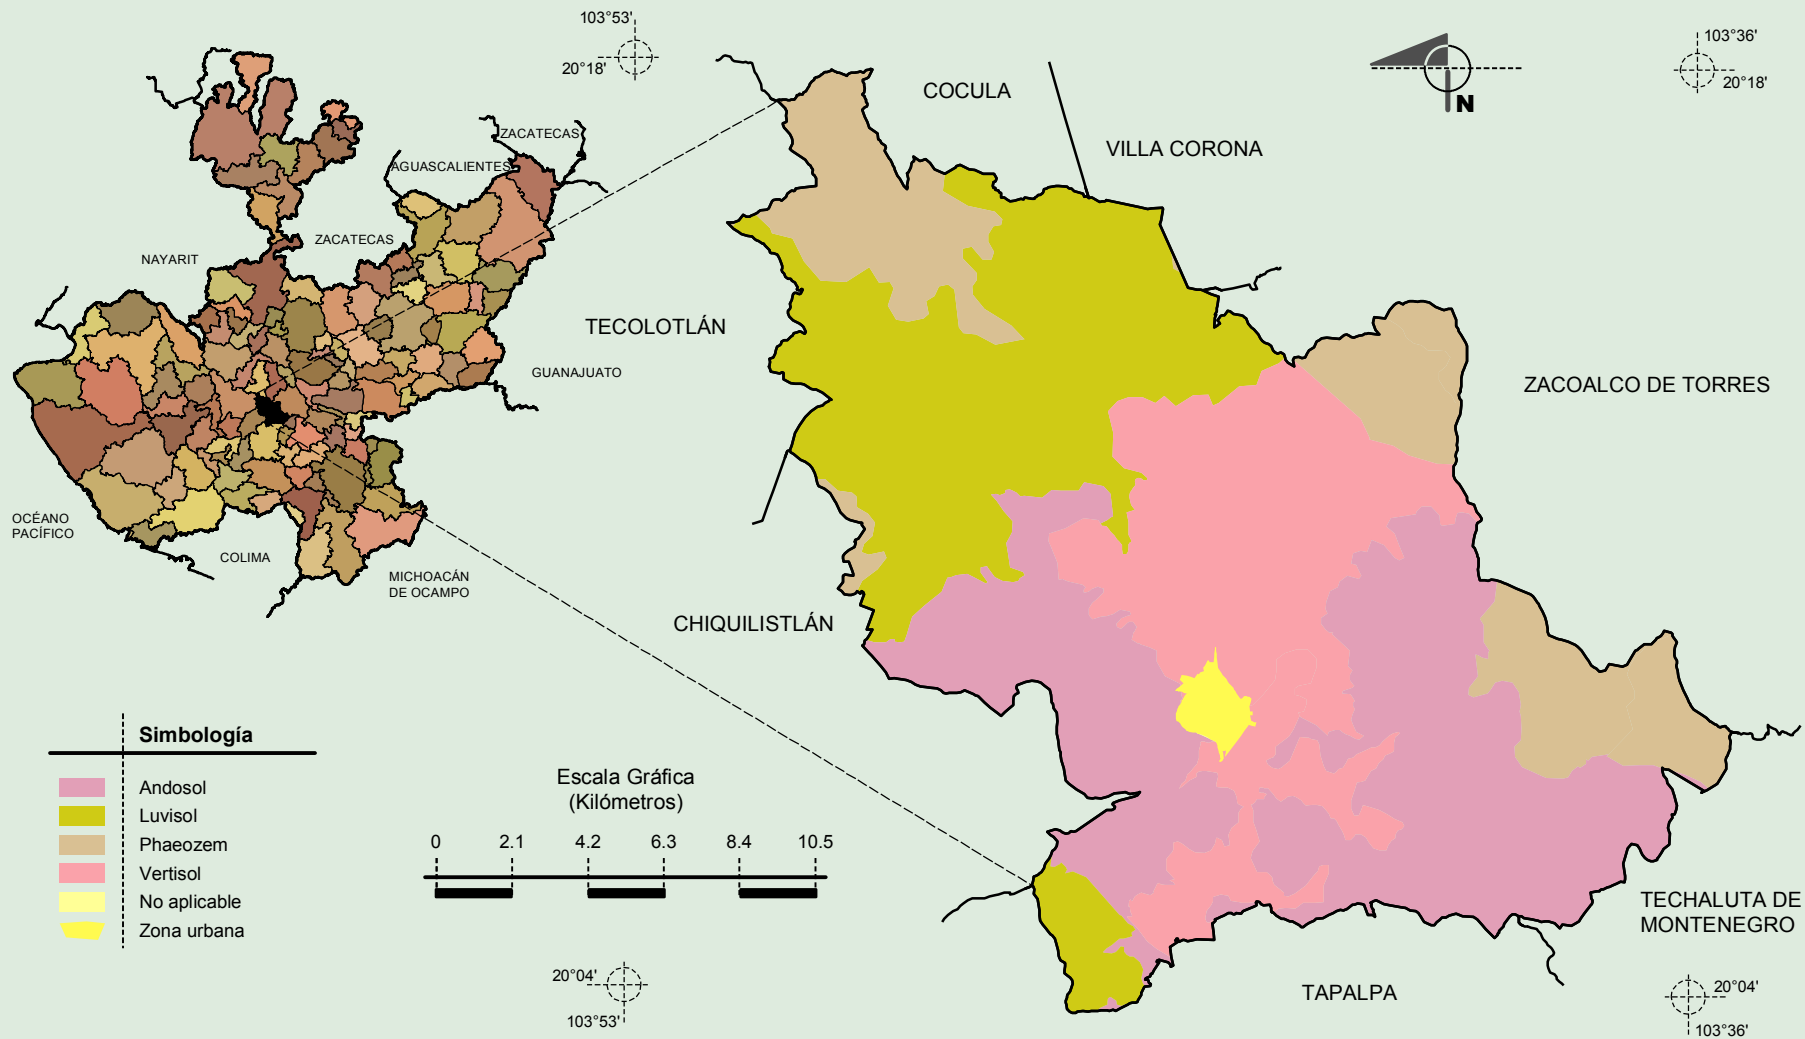 103°53'
20°18'
103°36'
20°18'
N
COCULA
VILLA CORONA
ZACATECAS
AGUASCALIENTES
ZACATECAS
NAYARIT
TECOLOTLÁN
GUANAJUATO
ZACOALCO DE TORRES
OCÉANO
PACÍFICO
COLIMA
MICHOACÁN
DE OCAMPO
CHIQUILISTLÁN
Simbología
Andosol
Luvisol
Phaeozem
Vertisol
No aplicable
Zona urbana
Escala Gráfica
(Kilómetros)
0 2.1 4.2 6.3 8.4 10.5
TECHALUTA DE
MONTENEGRO
TAPALPA
20°04'
103°53'
20°04'
103°36'